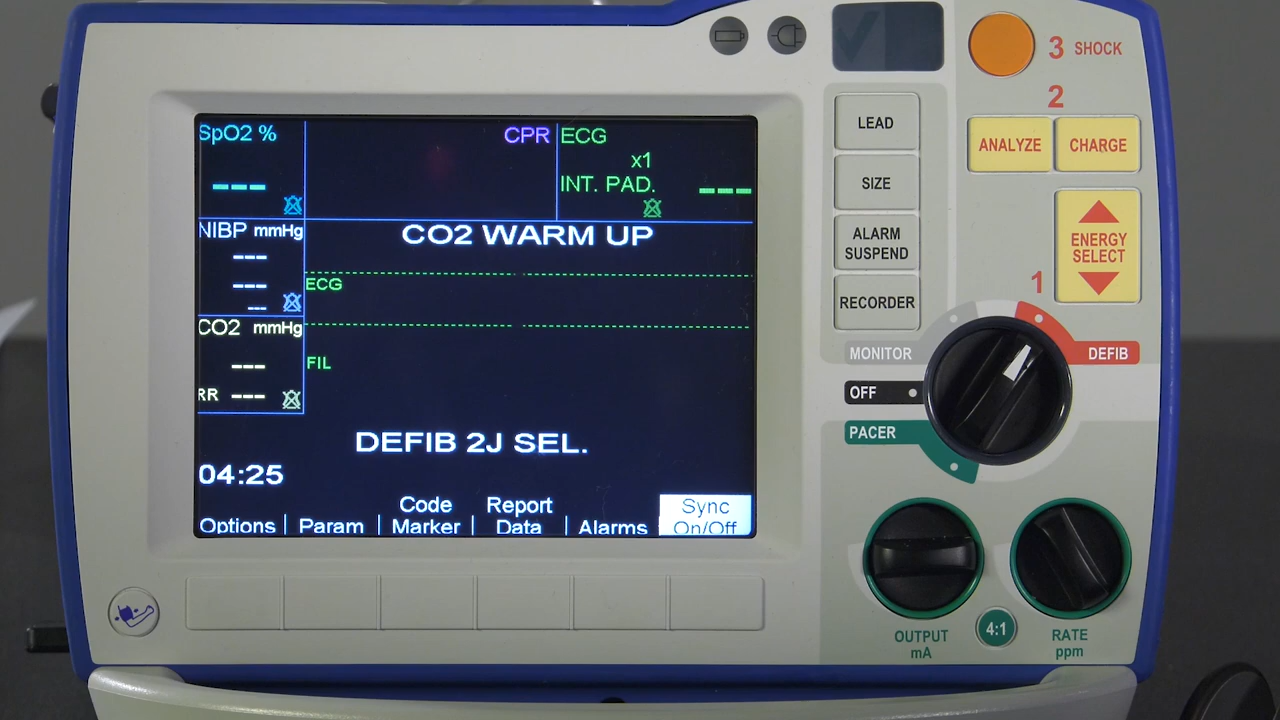 SpO2 %
---
CPR
ECG
x1
INT. PAD. ---
NIBP mmHg
---
---
---
CO2 WARM UP
ECG
CO2 mmHg
---
RR ---
FIL
DEFIB 2J SEL.
04:25
Options
Param
Code
Marker
Report
Data
Alarms
Sync
On/Off
LEAD
SIZE
ALARM
SUSPEND
RECORDER
3 SHOCK
2
ANALYZE
CHARGE
ENERGY
SELECT
1
MONITOR
DEFIB
OFF
PACER
OUTPUT
mA
4:1
RATE
ppm